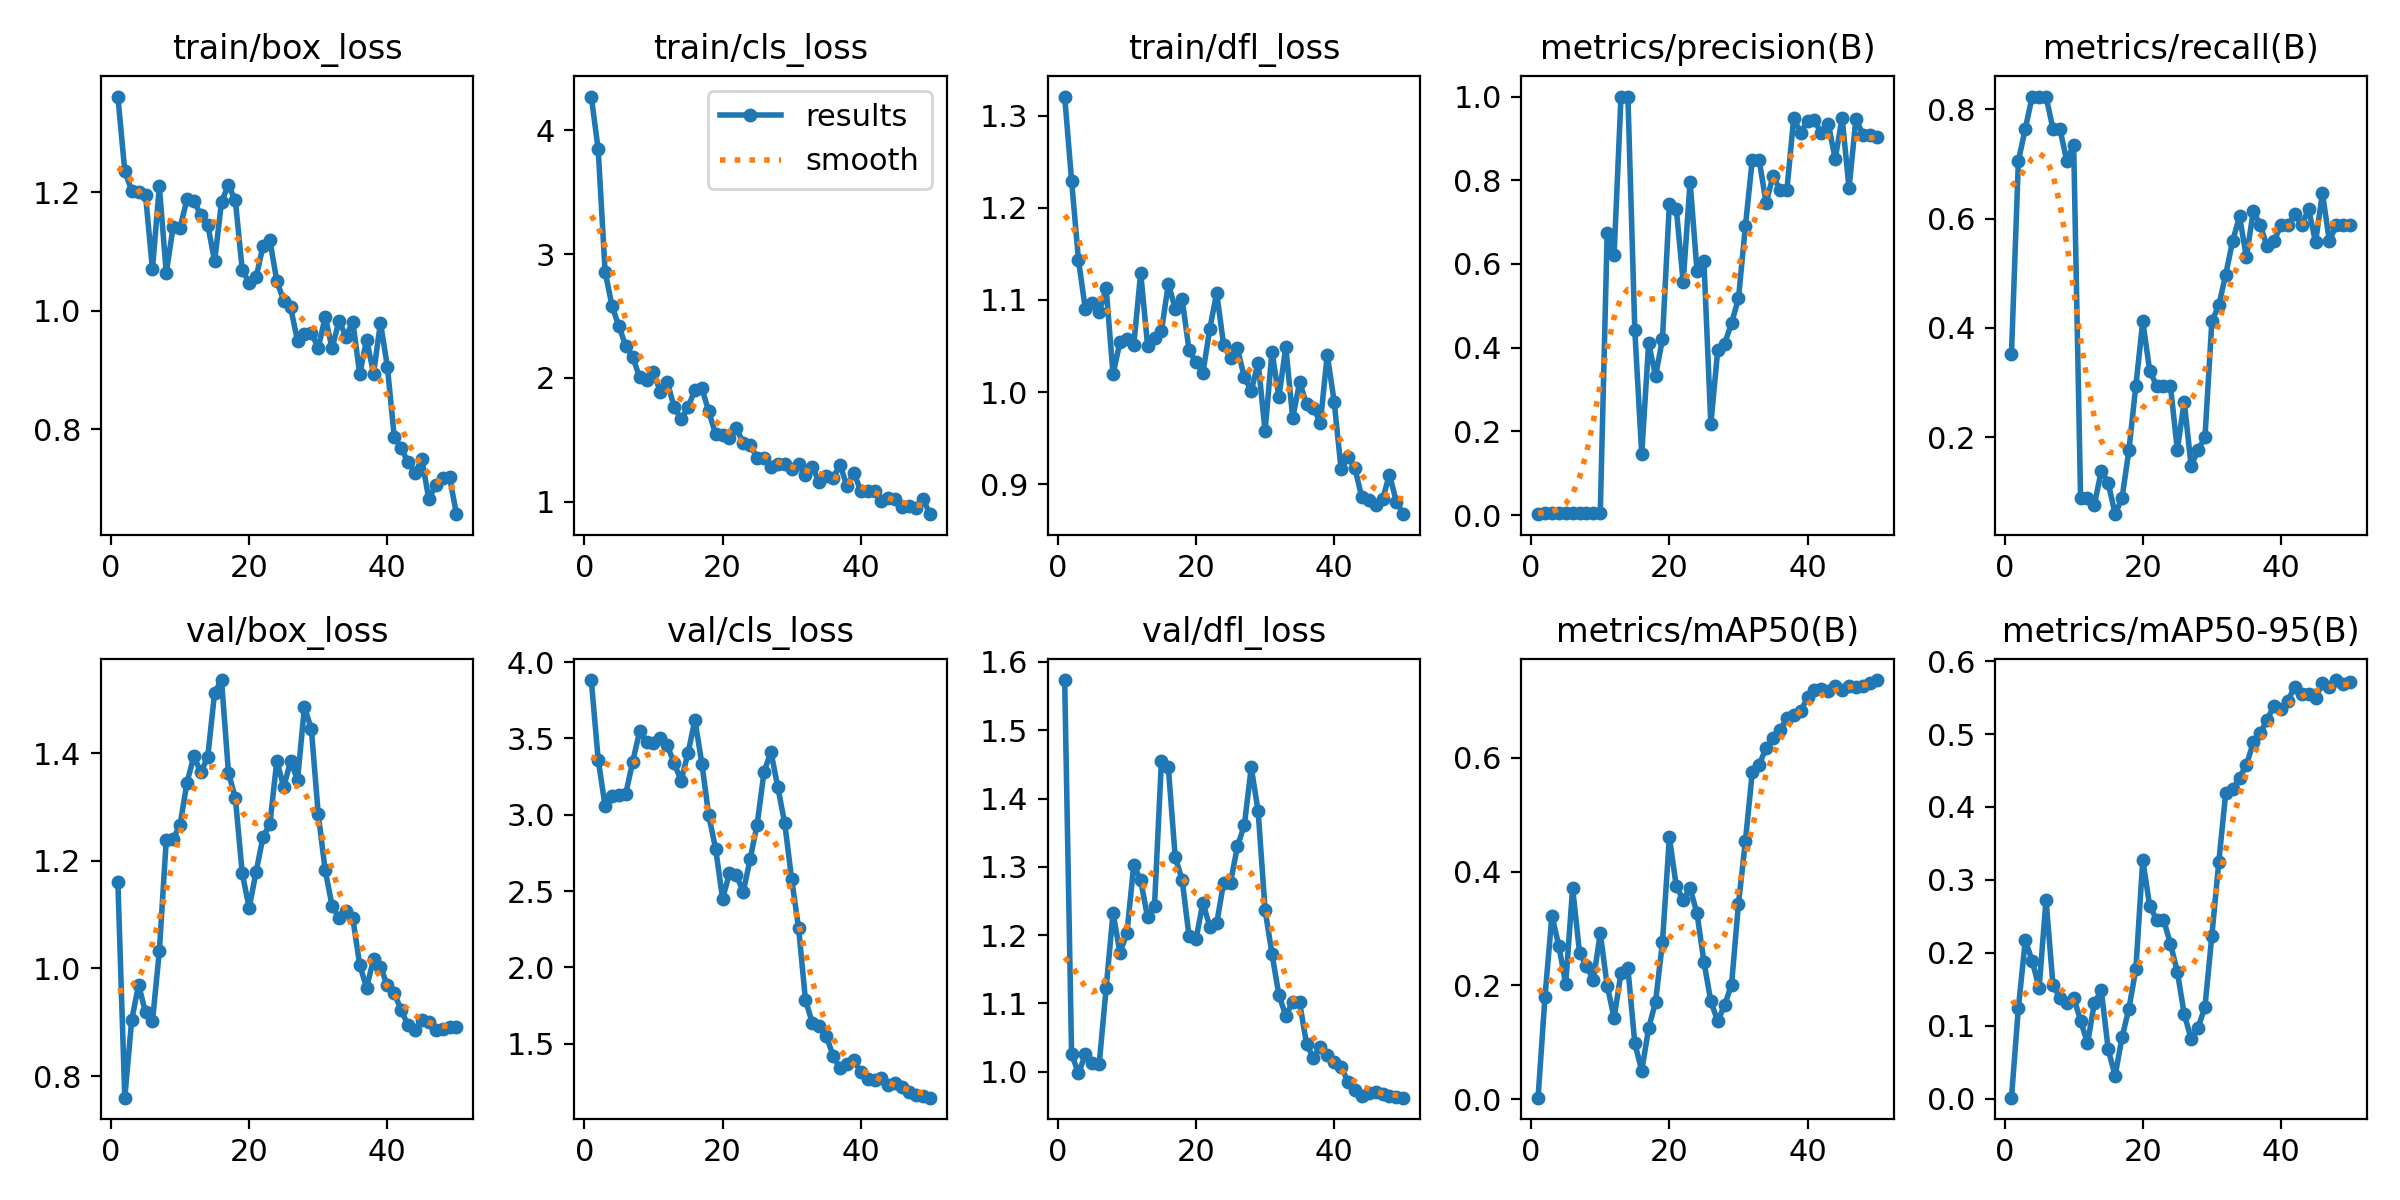 train/box_loss
1.2
1.0
0.8
0 20 40
train/cls_loss
results
smooth
4
3
2
1
0 20 40
train/dfl_loss
1.3
1.2
1.1
1.0
0.9
0 20 40
metrics/precision(B)
1.0
0.8
0.6
0.4
0.2
0.0
0 20 40
metrics/recall(B)
0.8
0.6
0.4
0.2
0 20 40
val/box_loss
1.4
1.2
1.0
0.8
0 20 40
val/cls_loss
4.0
3.5
3.0
2.5
2.0
1.5
0 20 40
val/dfl_loss
1.6
1.5
1.4
1.3
1.2
1.1
1.0
0 20 40
metrics/mAP50(B)
0.6
0.4
0.2
0.0
0 20 40
metrics/mAP50-95(B)
0.6
0.5
0.4
0.3
0.2
0.1
0.0
0 20 40